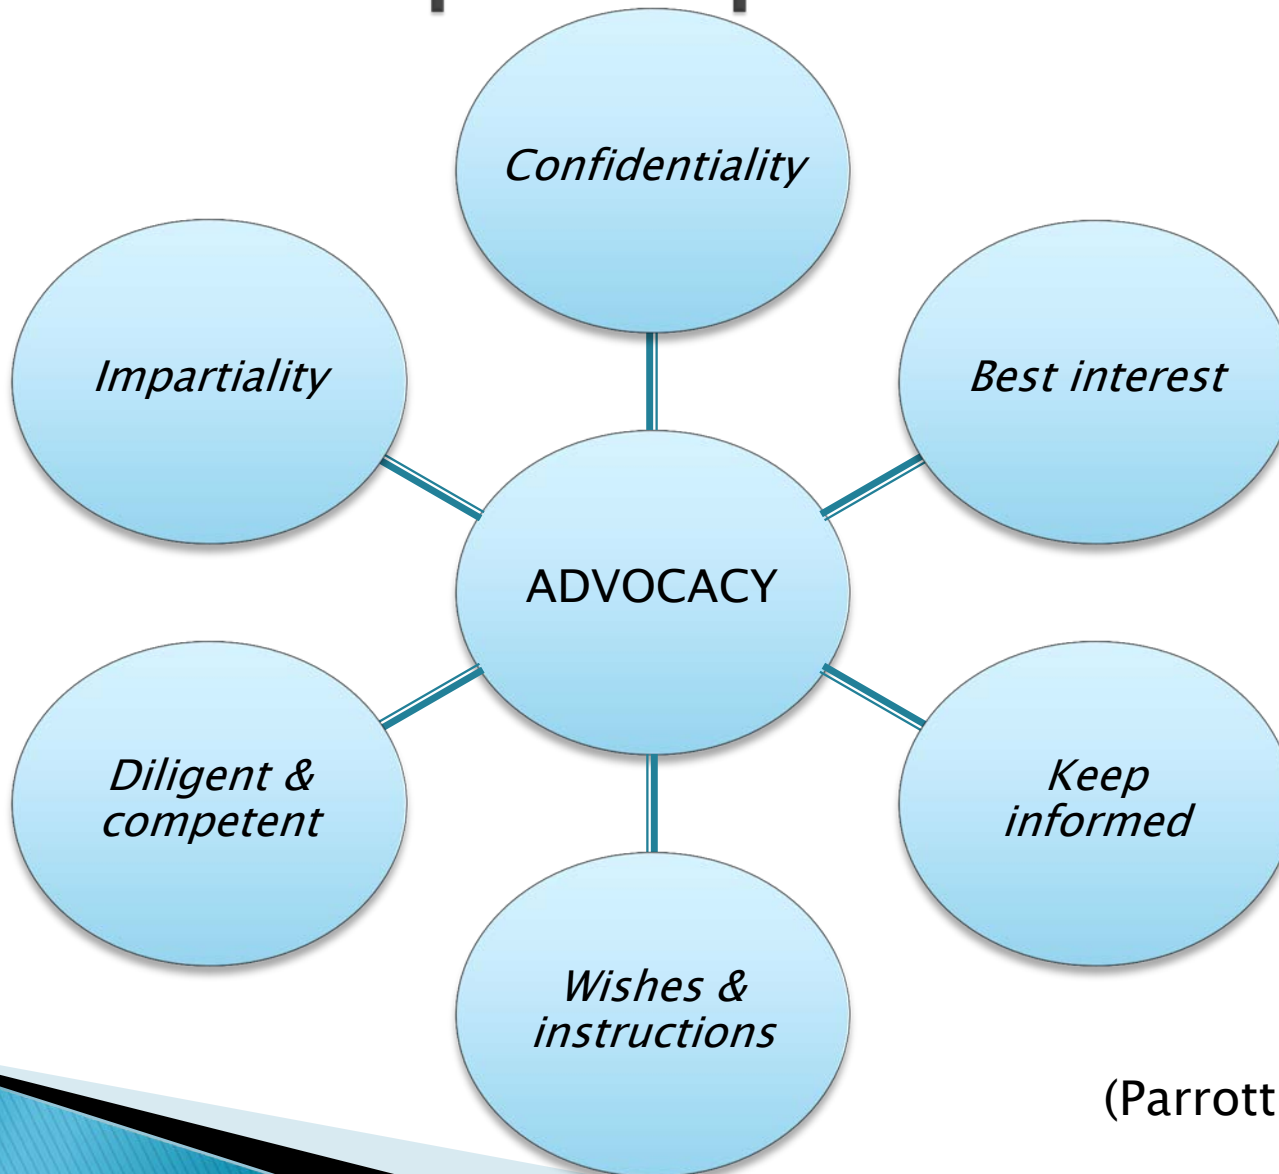 Confidentiality
Impartiality
Best interest
ADVOCACY
Diligent &
competent
Keep
informed
Wishes &
instructions
(Parrott